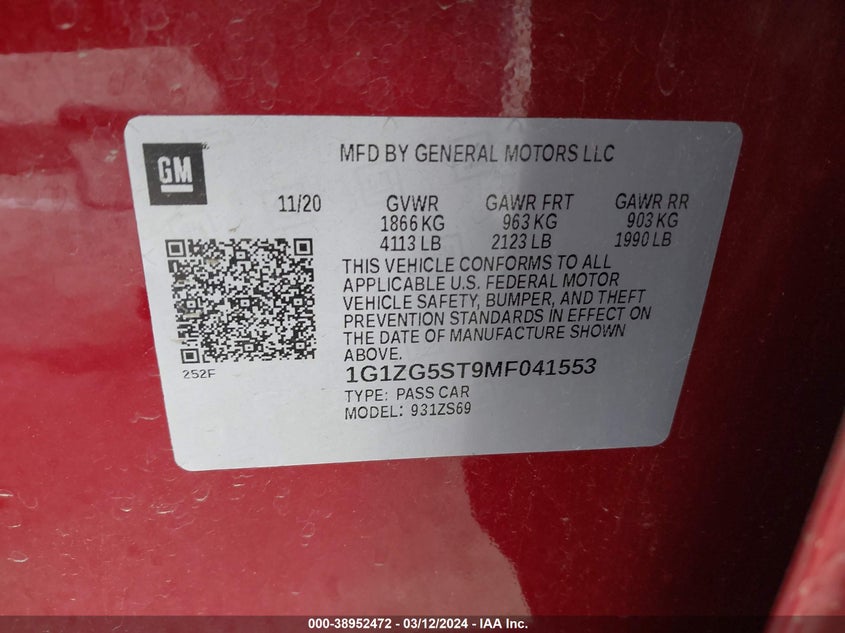 GM
MFD BY GENERAL MOTORS LLC
11/20 GVWR GAWR FRT GAWR RR
1866 KG 963 KG 903 KG
4113 LB 2123 LB 1990 LB
THIS VEHICLE CONFORMS TO ALL
APPLICABLE U.S. FEDERAL MOTOR
VEHICLE SAFETY, BUMPER, AND THEFT
PREVENTION STANDARDS IN EFFECT ON
THE DATE OF MANUFACTURE SHOWN
ABOVE.
252F
1G1ZG5ST9MF041553
TYPE: PASS CAR
MODEL: 931ZS69
000-38952472 - 03/12/2024 - IAA Inc.